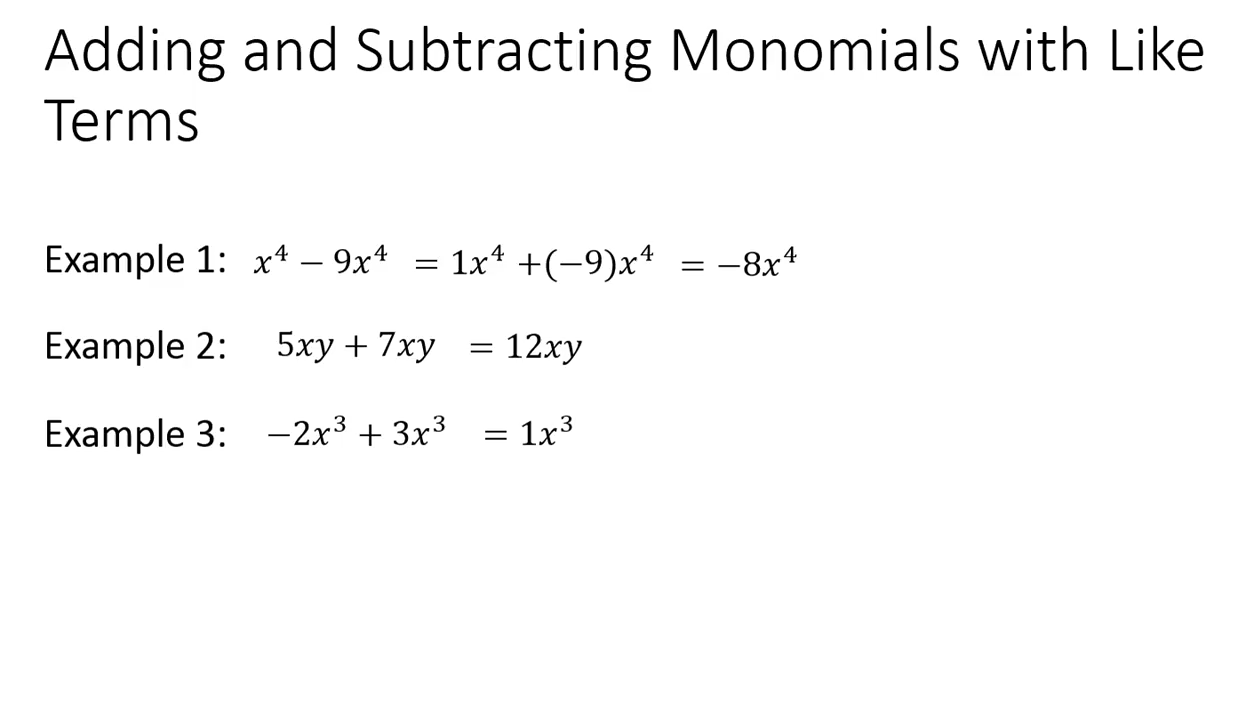 Adding and Subtracting Monomials with Like
Terms
Example 1: x⁴ − 9x⁴ = 1x⁴ +(−9)x⁴ = −8x⁴
Example 2: 5xy + 7xy = 12xy
Example 3: −2x³ + 3x³ = 1x³